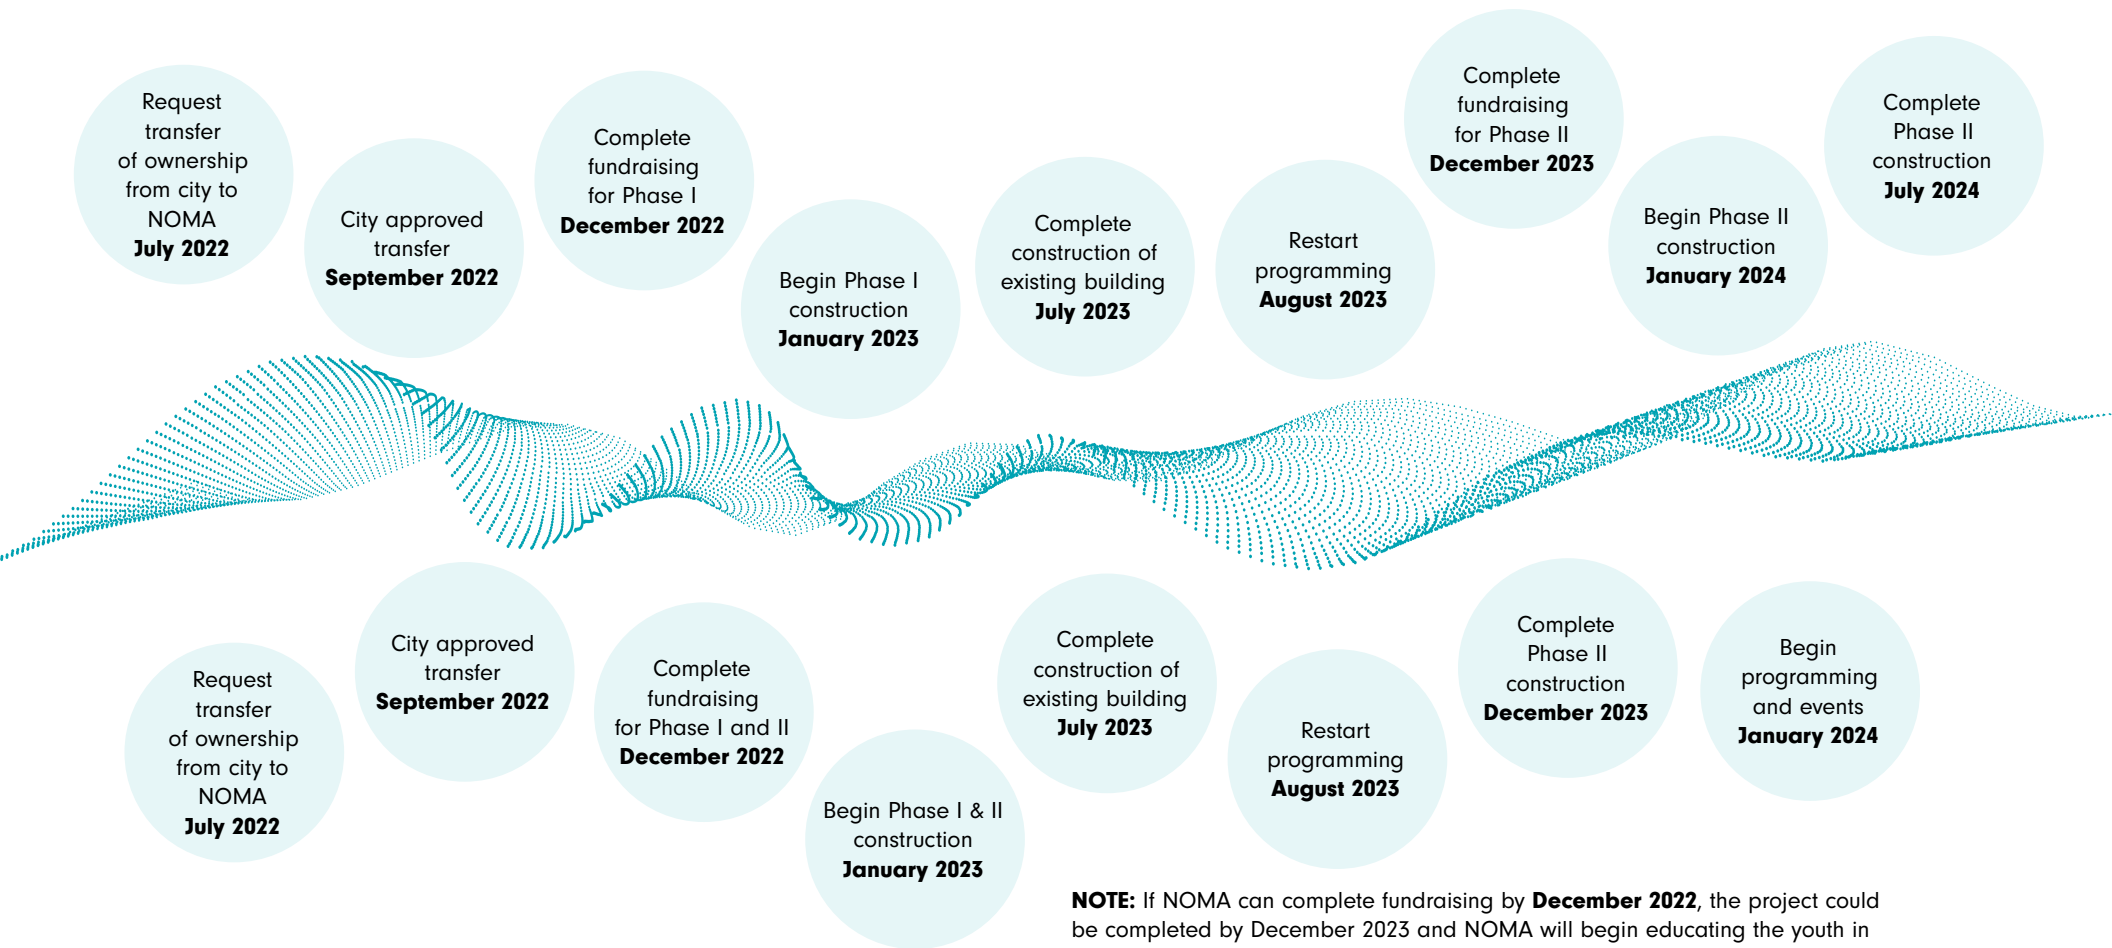 Request
transfer
of ownership
from city to
NOMA
July 2022
City approved
transfer
September 2022
Complete
fundraising
for Phase I
December 2022
Begin Phase I
construction
January 2023
Complete
construction of
existing building
July 2023
Restart
programming
August 2023
Complete
fundraising
for Phase II
December 2023
Begin Phase II
construction
January 2024
Complete
Phase II
construction
July 2024
Request
transfer
of ownership
from city to
NOMA
July 2022
City approved
transfer
September 2022
Complete
fundraising
for Phase I and II
December 2022
Begin Phase I & II
construction
January 2023
Complete
construction of
existing building
July 2023
Restart
programming
August 2023
Complete
Phase II
construction
December 2023
Begin
programming
and events
January 2024
NOTE: If NOMA can complete fundraising by December 2022, the project could
be completed by December 2023 and NOMA will begin educating the youth in